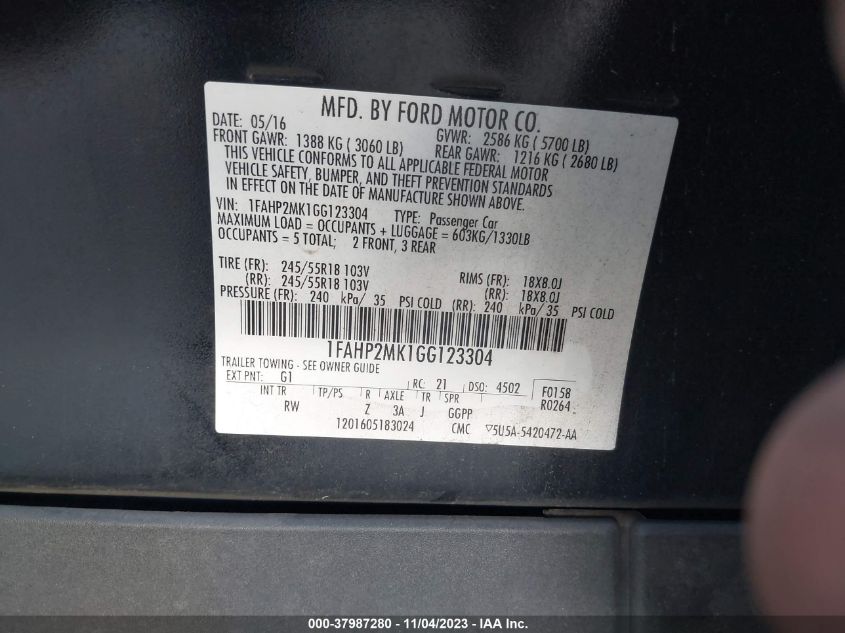 MFD. BY FORD MOTOR CO.
DATE: 05/16 GVWR: 2586 KG ( 5700 LB)
FRONT GAWR: 1388 KG ( 3060 LB) REAR GAWR: 1216 KG ( 2680 LB)
THIS VEHICLE CONFORMS TO ALL APPLICABLE FEDERAL MOTOR
VEHICLE SAFETY, BUMPER, AND THEFT PREVENTION STANDARDS
IN EFFECT ON THE DATE OF MANUFACTURE SHOWN ABOVE.
VIN: 1FAHP2MK1GG123304 TYPE: Passenger Car
MAXIMUM LOAD = OCCUPANTS + LUGGAGE = 603KG/1330LB
OCCUPANTS = 5 TOTAL; 2 FRONT, 3 REAR
TIRE (FR): 245/55R18 103V RIMS (FR): 18X8.0J
(RR): 245/55R18 103V (RR): 18X8.0J
PRESSURE (FR): 240 kPa/ 35 PSI COLD (RR): 240 kPa/35 PSI COLD
1FAHP2MK1GG123304
TRAILER TOWING - SEE OWNER GUIDE
EXT PNT: G1 RC: 21 DSO: 4502 F0158
INT TR TP/PS R AXLE TR SPR R0264
RW Z 3A J GGPP
1201605183024 CMC ▽5U5A-5420472-AA
000-37987280 - 11/04/2023 - IAA Inc.